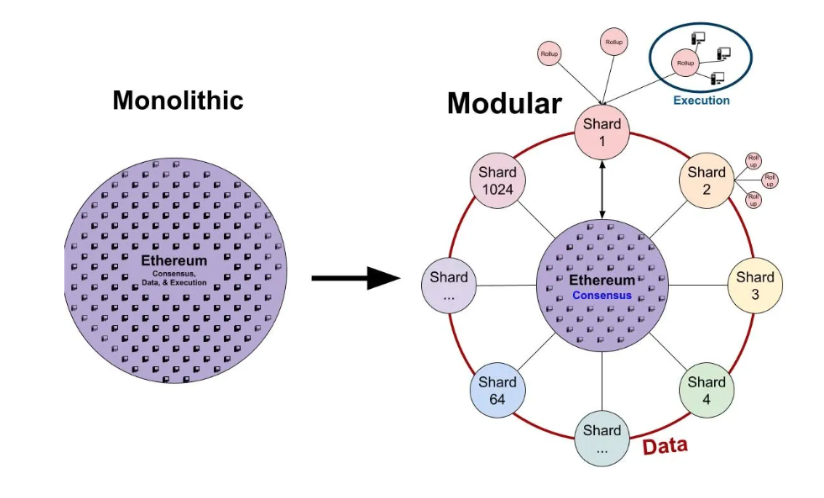 Monolithic
Ethereum
Consensus,
Data, & Execution
Modular
Rollup
Rollup
Rollup
Execution
Shard
1
Shard
2
Roll
up
Roll
up
Roll
up
Shard
3
Shard
4
Shard
...
Shard
64
Shard
...
Shard
1024
Ethereum
Consensus
Data